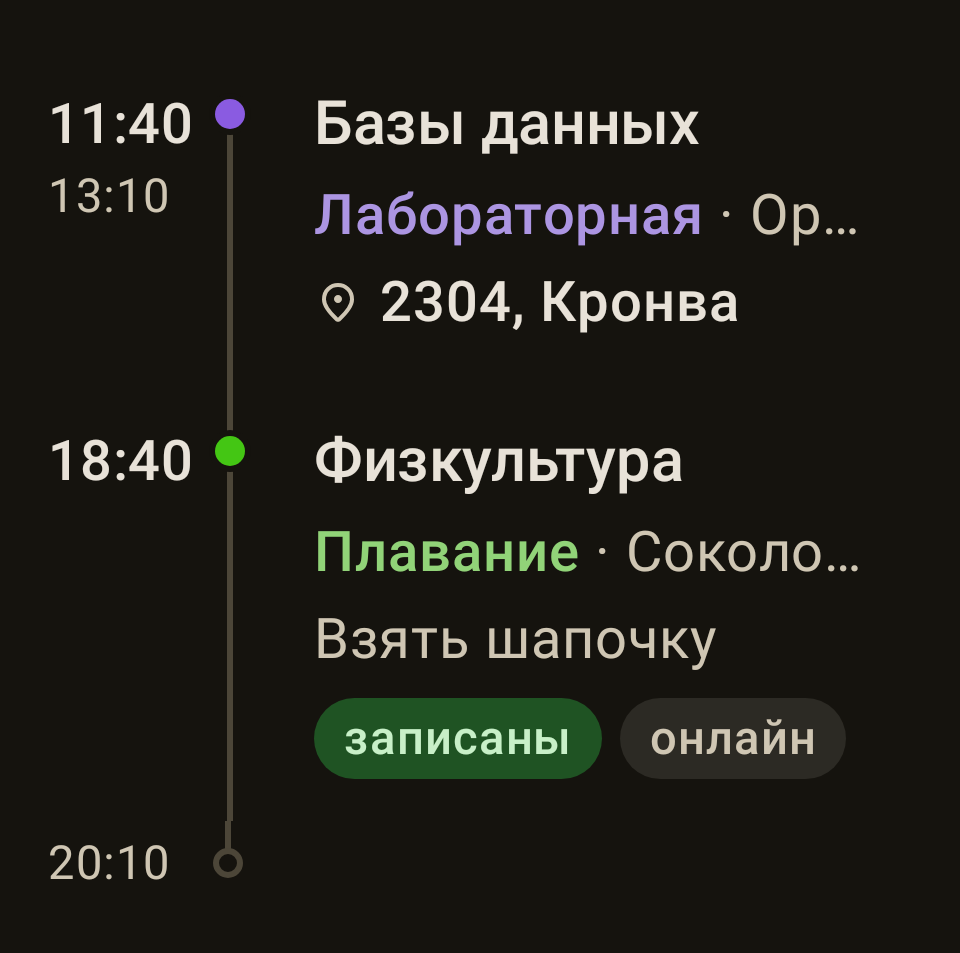 11:40 Базы данных
13:10
Лабораторная · Ор...
2304, Кронва
18:40 Физкультура
Плавание · Соколо...
Взять шапочку
записаны онлайн
20:10